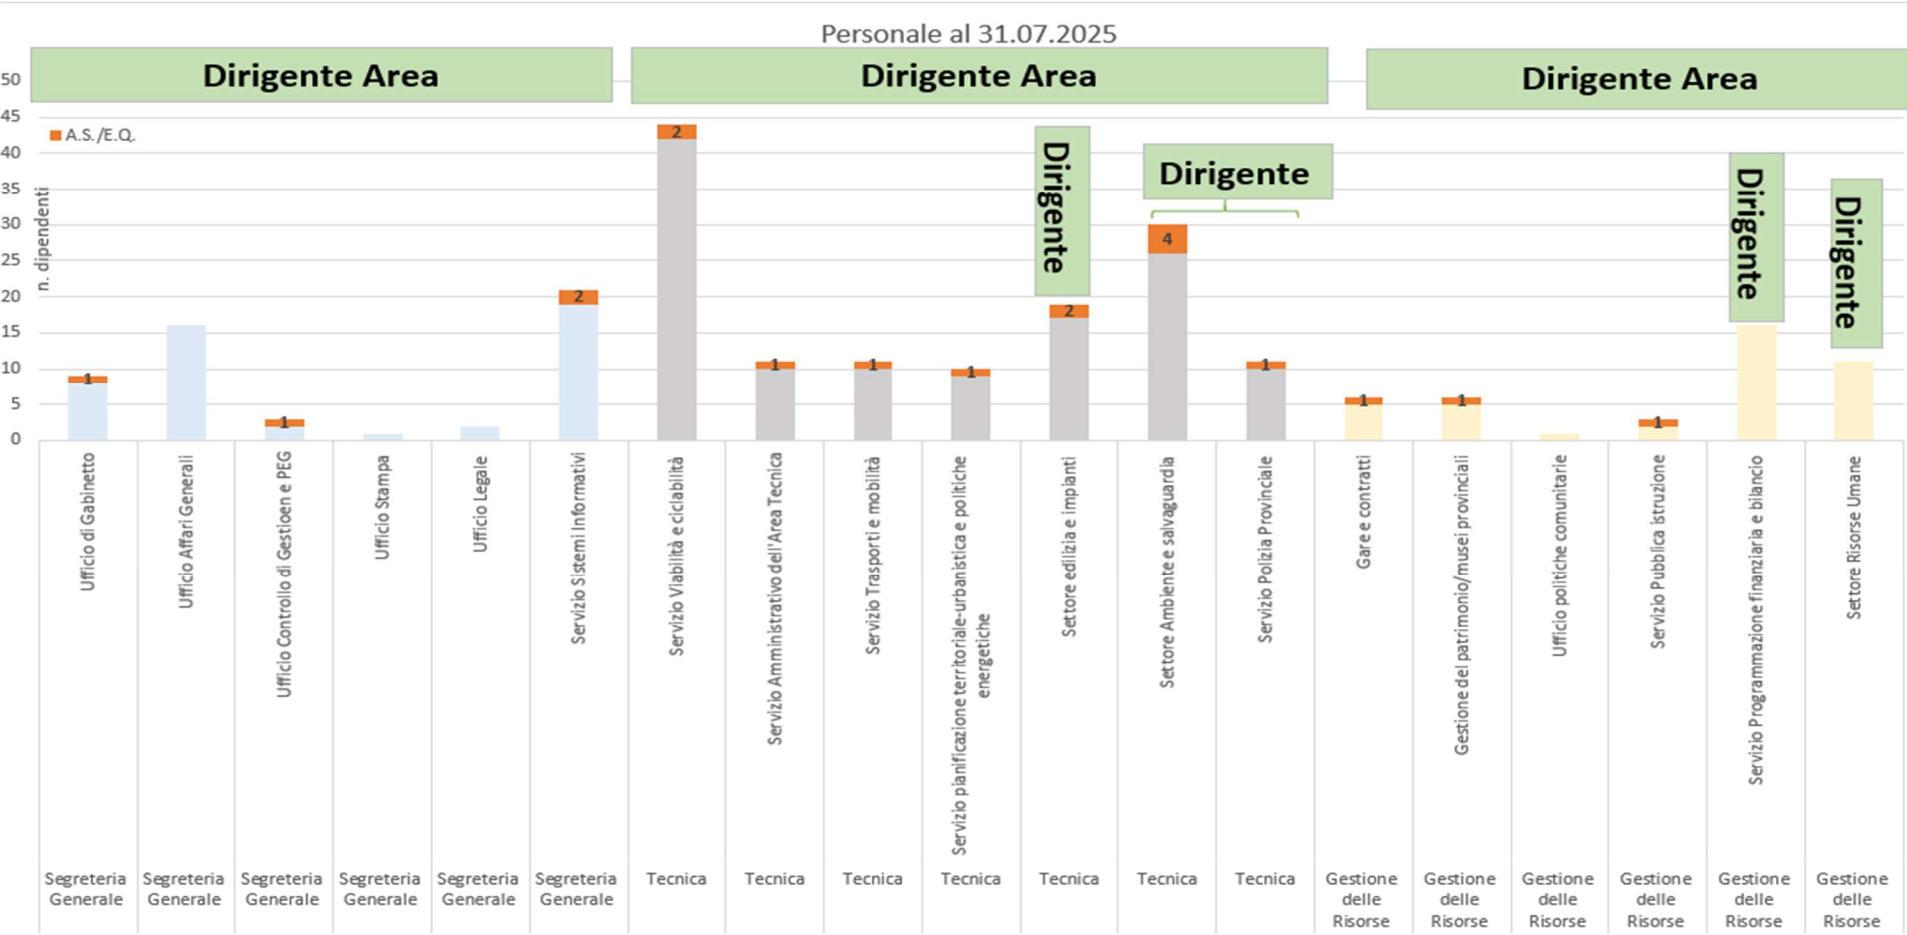 Personale al 31.07.2025
Dirigente Area
Dirigente Area
Dirigente Area
50
45
40
35
30
25
20
15
10
5
0
n. dipendenti
A.S./E.Q.
Dirigente
Dirigente
Dirigente
Dirigente
1
1
2
2
1
1
1
2
4
1
1
1
1
Ufficio di Gabinetto
Ufficio Affari Generali
Ufficio Controllo di Gestioen e PEG
Ufficio Stampa
Ufficio Legale
Servizio Sistemi Informativi
Servizio Viabilità e ciclabilità
Servizio Amministrativo dell'Area Tecnica
Servizio Trasporti e mobilità
Servizio pianificazione territoriale-urbanistica e politiche
energetiche
Settore edilizia e impianti
Settore Ambiente e salvaguardia
Servizio Polizia Provinciale
Gare e contratti
Gestione del patrimonio/musei provinciali
Ufficio politiche comunitarie
Servizio Pubblica istruzione
Servizio Programmazione finanziaria e bilancio
Settore Risorse Umane
Segreteria
Generale
Segreteria
Generale
Segreteria
Generale
Segreteria
Generale
Segreteria
Generale
Segreteria
Generale
Tecnica
Tecnica
Tecnica
Tecnica
Tecnica
Tecnica
Tecnica
Gestione
delle
Risorse
Gestione
delle
Risorse
Gestione
delle
Risorse
Gestione
delle
Risorse
Gestione
delle
Risorse
Gestione
delle
Risorse